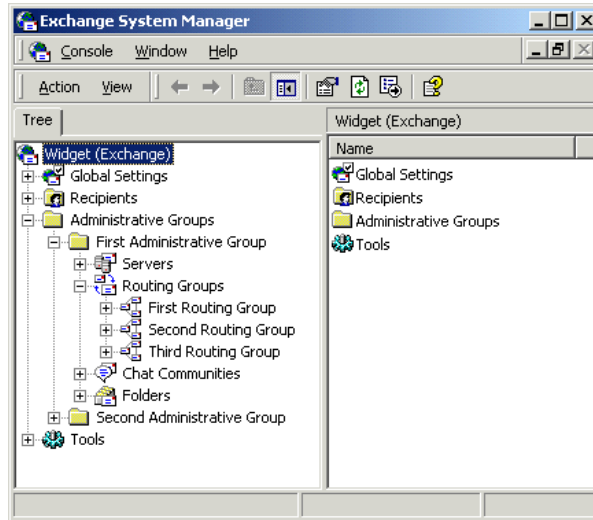 Exchange System Manager
Console Window Help
Action View
Tree
Widget (Exchange)
Widget (Exchange)
Global Settings
Recipients
Administrative Groups
First Administrative Group
Servers
Routing Groups
First Routing Group
Second Routing Group
Third Routing Group
Chat Communities
Folders
Second Administrative Group
Tools
Widget (Exchange)
Name
Global Settings
Recipients
Administrative Groups
Tools